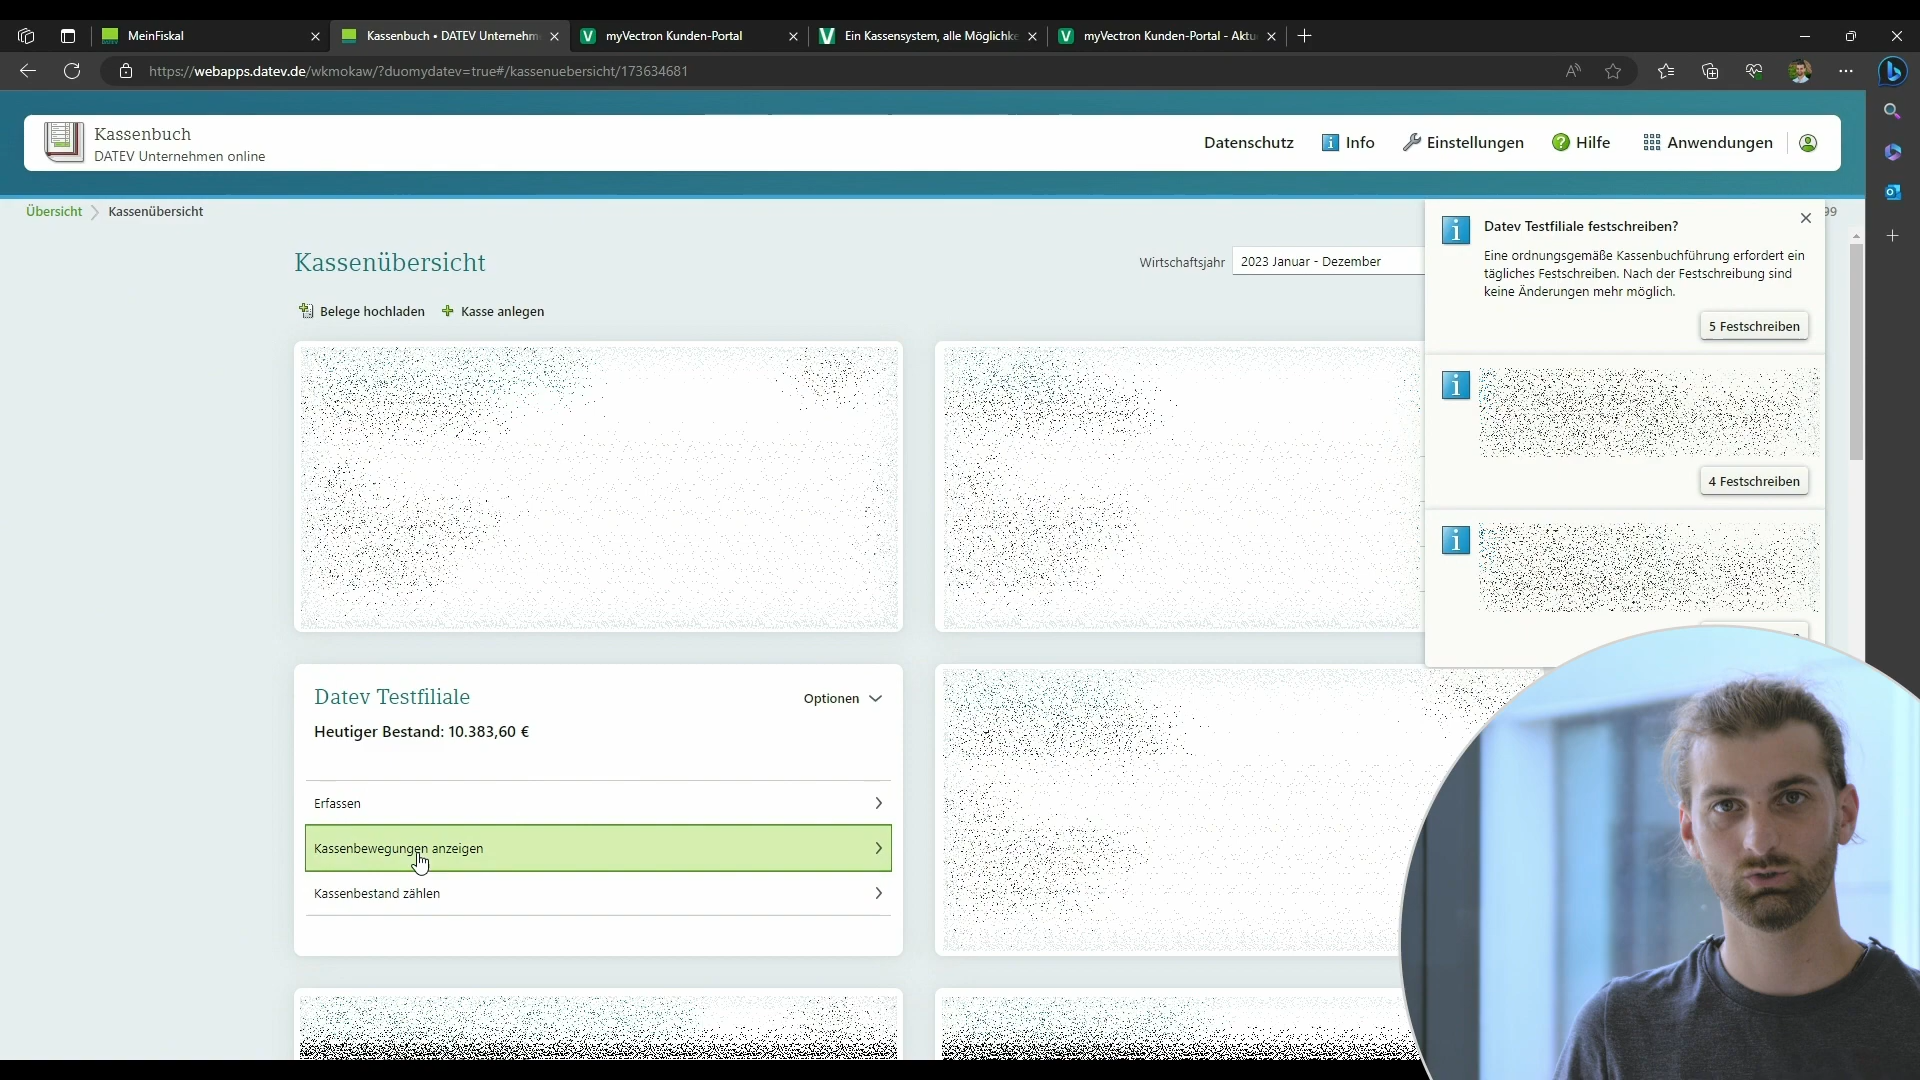 MeinFiskal
Kassenbuch • DATEV Unternehm
myVectron Kunden-Portal
Ein Kassensystem, alle Möglichke
myVectron Kunden-Portal - Aktu
https://webapps.datev.de/wkmokaw/?duomydatev=true#/kassenuebersicht/173634681
Kassenbuch
DATEV Unternehmen online
Datenschutz
Info
Einstellungen
Hilfe
Anwendungen
Übersicht
Kassenübersicht
99
Kassenübersicht
Wirtschaftsjahr
2023 Januar - Dezember
Belege hochladen
Kasse anlegen
Datev Testfiliale festschreiben?
Eine ordnungsgemäße Kassenbuchführung erfordert ein
tägliches Festschreiben. Nach der Festschreibung sind
keine Änderungen mehr möglich.
5 Festschreiben
4 Festschreiben
Datev Testfiliale
Optionen
Heutiger Bestand: 10.383,60 €
Erfassen
Kassenbewegungen anzeigen
Kassenbestand zählen